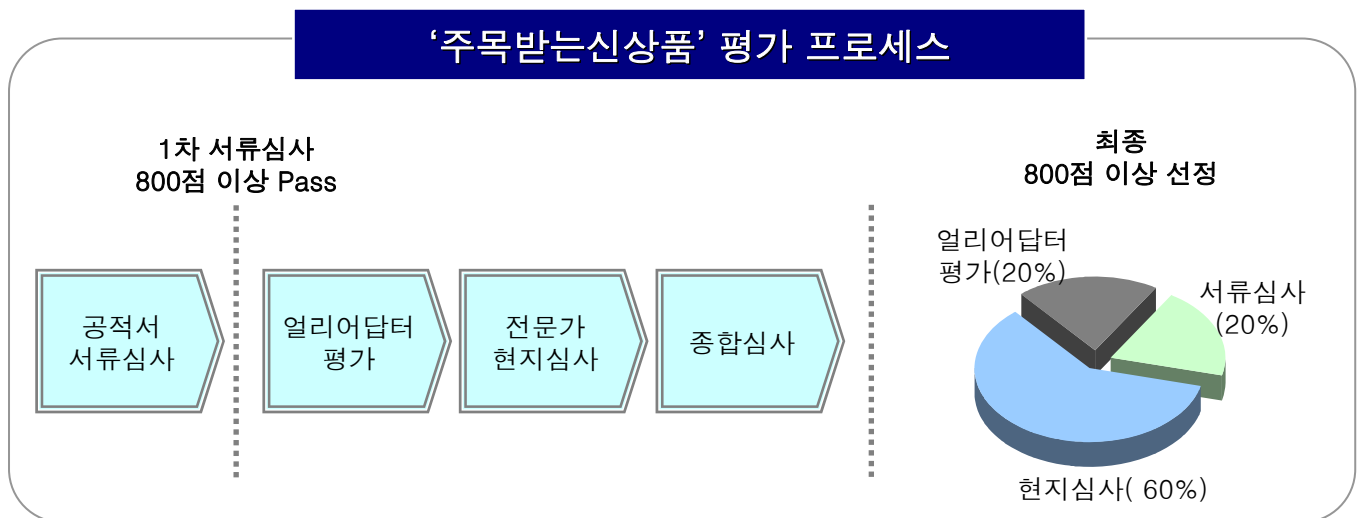 ‘주목받는신상품’ 평가 프로세스
1차 서류심사
800점 이상 Pass
최종
800점 이상 선정
공적서
서류심사
얼리어답터
평가
전문가
현지심사
종합심사
얼리어답터
평가(20%)
서류심사
(20%)
현지심사( 60%)